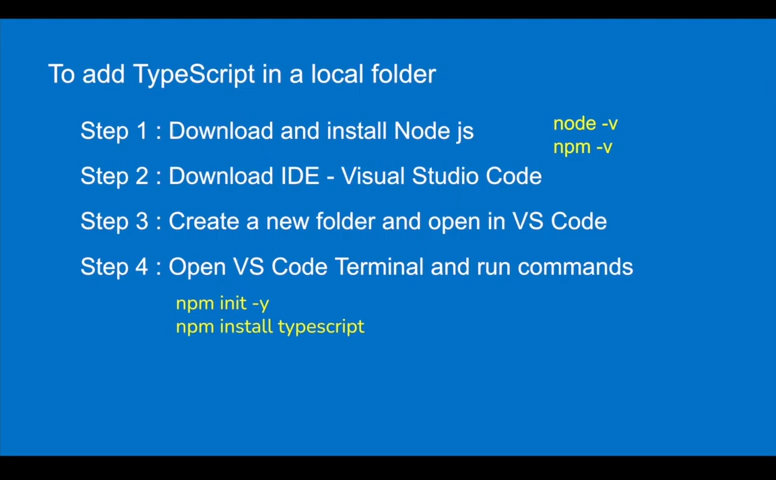 To add TypeScript in a local folder
Step 1 : Download and install Node js
node -v
npm -v
Step 2 : Download IDE - Visual Studio Code
Step 3 : Create a new folder and open in VS Code
Step 4 : Open VS Code Terminal and run commands
npm init -y
npm install typescript